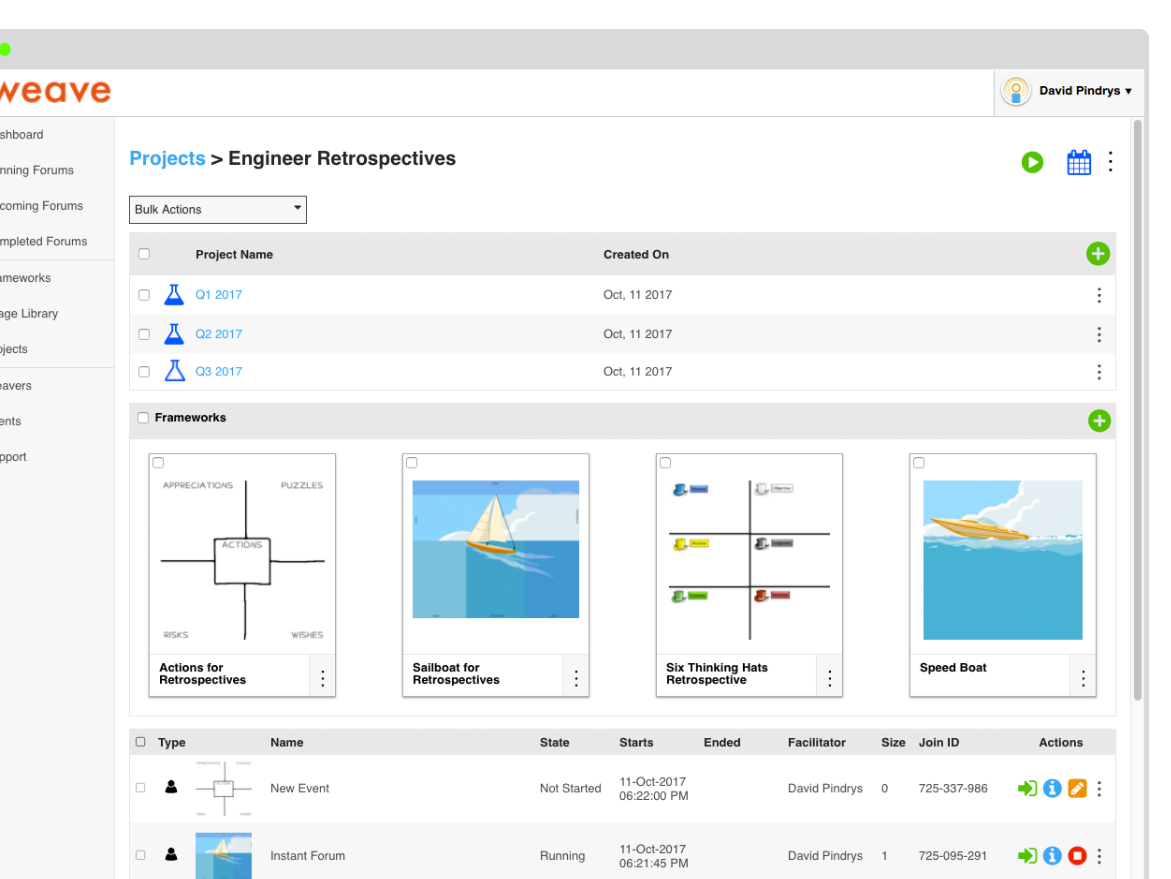 weave
David Pindrys ▾
shboard
nning Forums
coming Forums
mpleted Forums
ameworks
age Library
ojects
eavers
ents
pport
Projects > Engineer Retrospectives
Bulk Actions
Project Name Created On
Q1 2017 Oct, 11 2017
Q2 2017 Oct, 11 2017
Q3 2017 Oct, 11 2017
Frameworks
APPRECIATIONS PUZZLES
ACTIONS
RISKS WISHES
Actions for
Retrospectives
Sailboat for
Retrospectives
Six Thinking Hats
Retrospective
Speed Boat
Type Name State Starts Ended Facilitator Size Join ID Actions
New Event Not Started 11-Oct-2017
06:22:00 PM David Pindrys 0 725-337-986
Instant Forum Running 11-Oct-2017
06:21:45 PM David Pindrys 1 725-095-291